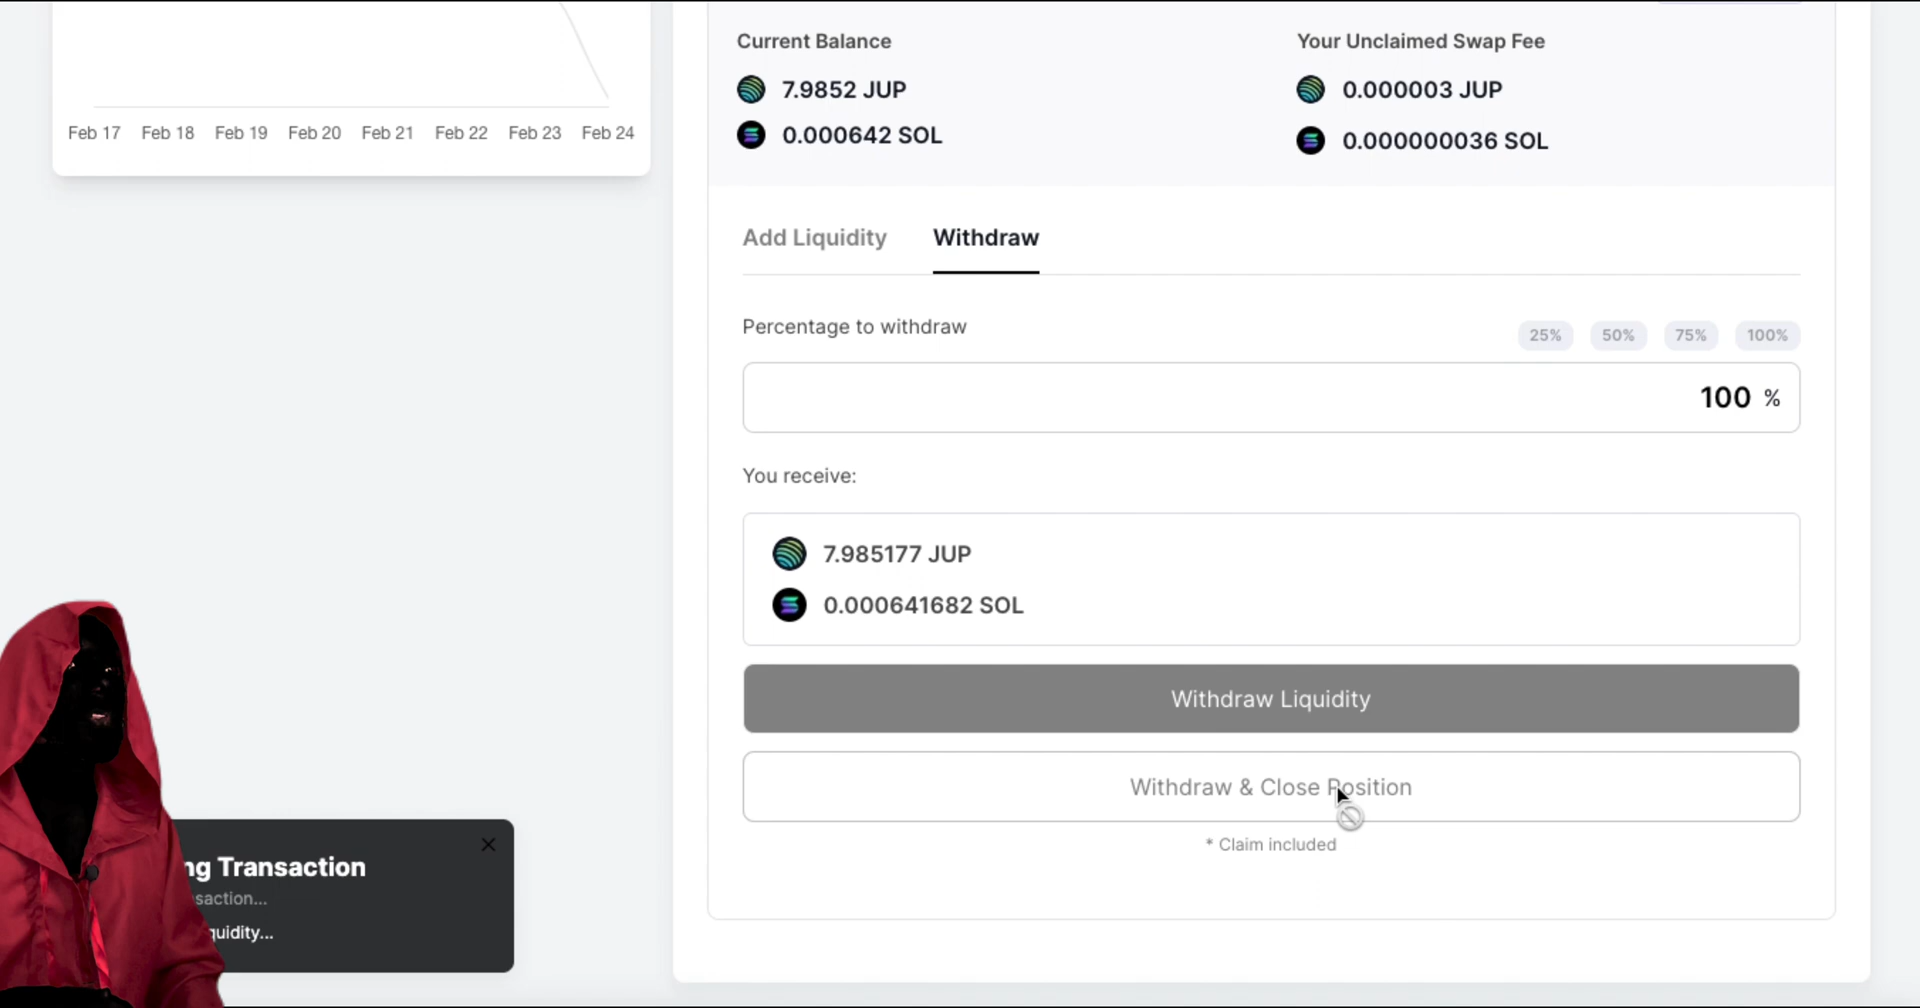 Current Balance
Your Unclaimed Swap Fee
7.9852 JUP
0.000003 JUP
0.000642 SOL
0.000000036 SOL
Feb 17 Feb 18 Feb 19 Feb 20 Feb 21 Feb 22 Feb 23 Feb 24
Add Liquidity Withdraw
Percentage to withdraw
25% 50% 75% 100%
100 %
You receive:
7.985177 JUP
0.000641682 SOL
Withdraw Liquidity
Withdraw & Close Position
* Claim included
Transaction